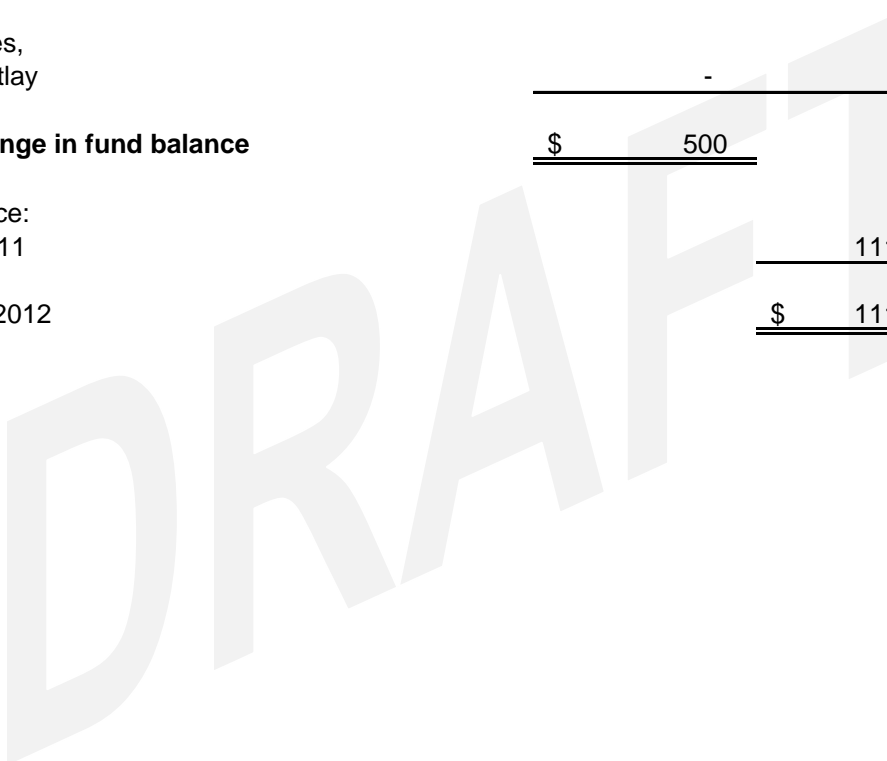 es,
tlay -
nge in fund balance $ 500
ce:
11 111
2012 $ 111
DRAFT